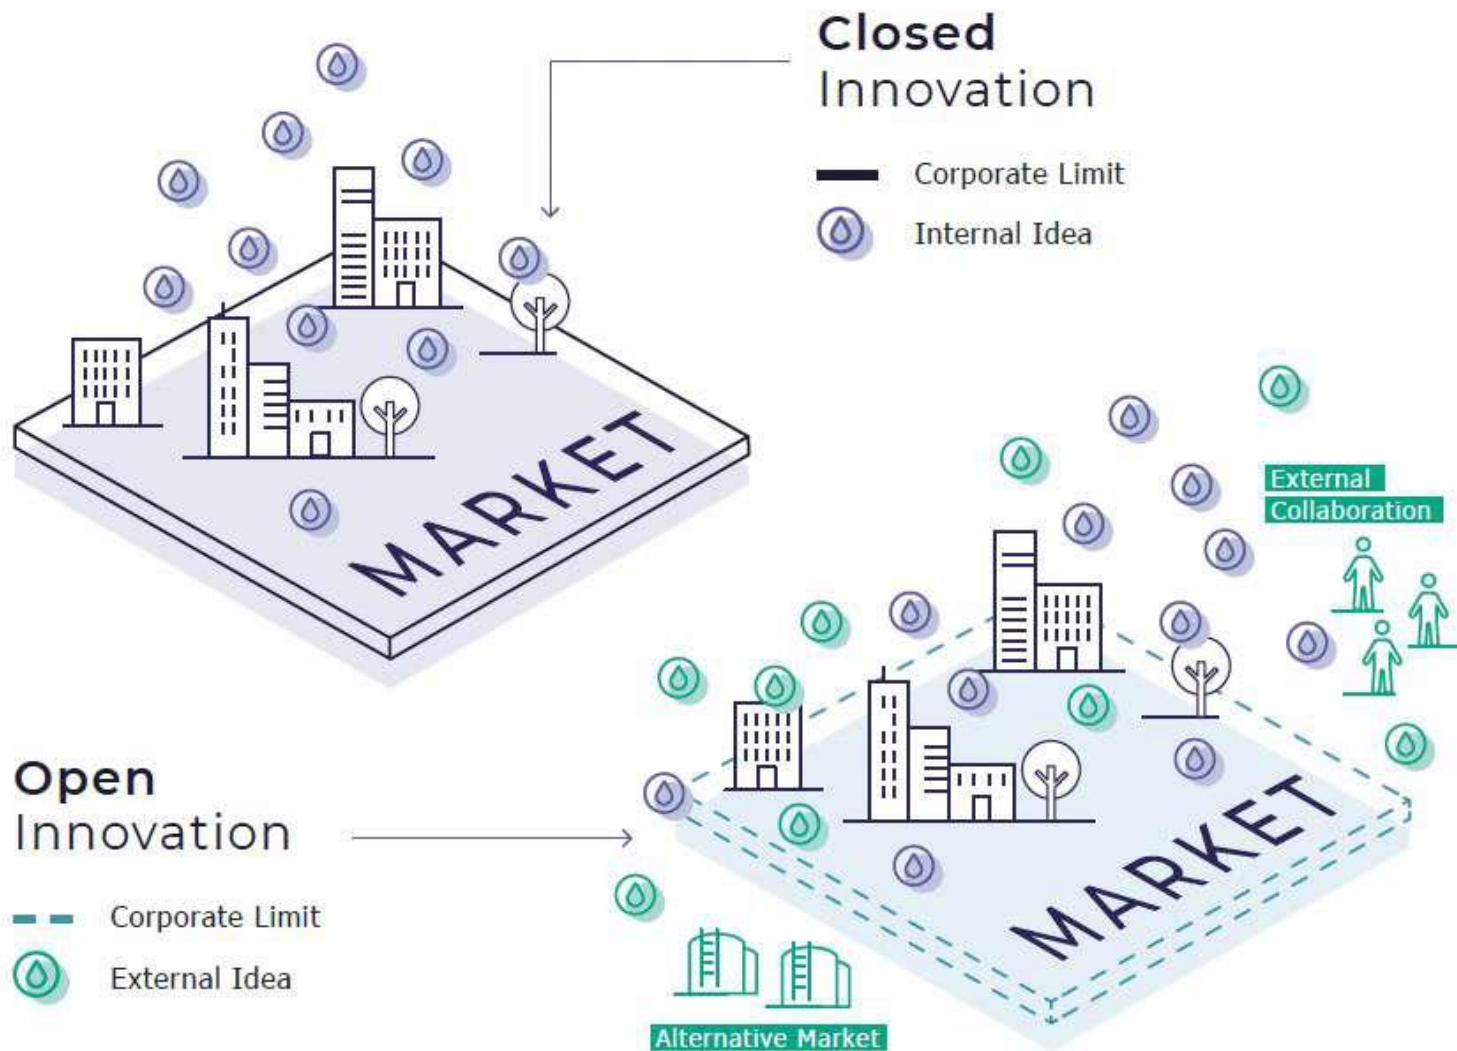 Closed
Innovation
Corporate Limit
Internal Idea
MARKET
External
Collaboration
Open
Innovation
Corporate Limit
External Idea
MARKET
Alternative Market